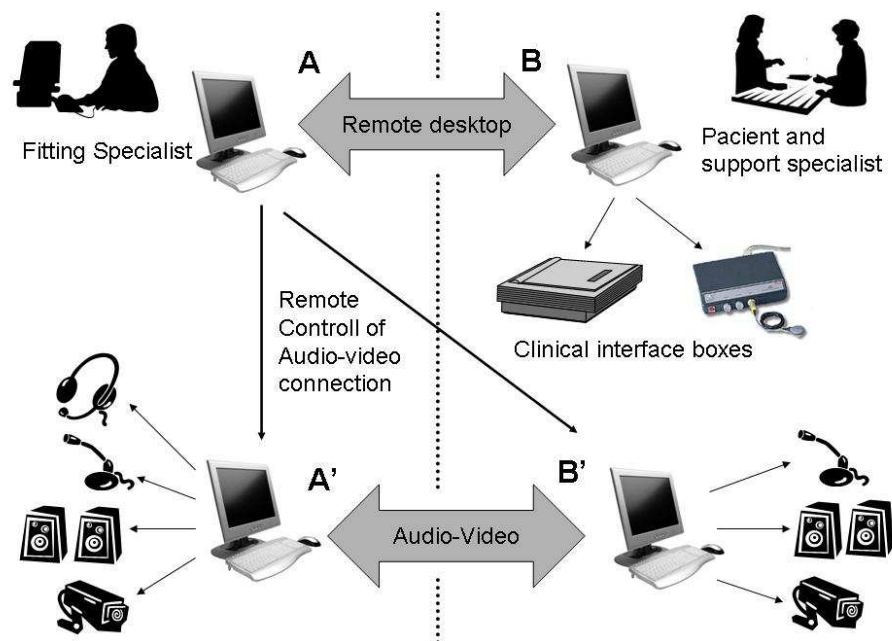 A
B
Remote desktop
Fitting Specialist
Pacient and
support specialist
Remote
Controll of
Audio-video
connection
Clinical interface boxes
A’
B’
Audio-Video